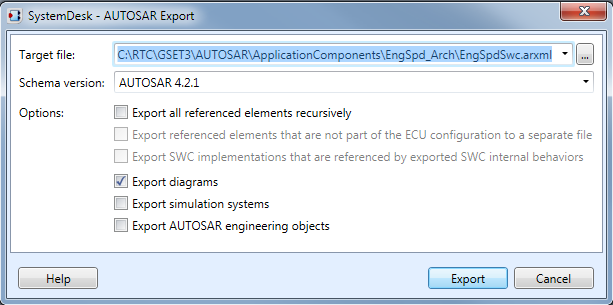 SystemDesk - AUTOSAR Export
Target file: C:\RTC\GSET3\AUTOSAR\ApplicationComponents\EngSpd_Arch\EngSpdSwc.arxml ...
Schema version: AUTOSAR 4.2.1
Options: Export all referenced elements recursively
Export referenced elements that are not part of the ECU configuration to a separate file
Export SWC implementations that are referenced by exported SWC internal behaviors
Export diagrams
Export simulation systems
Export AUTOSAR engineering objects
Help Export Cancel